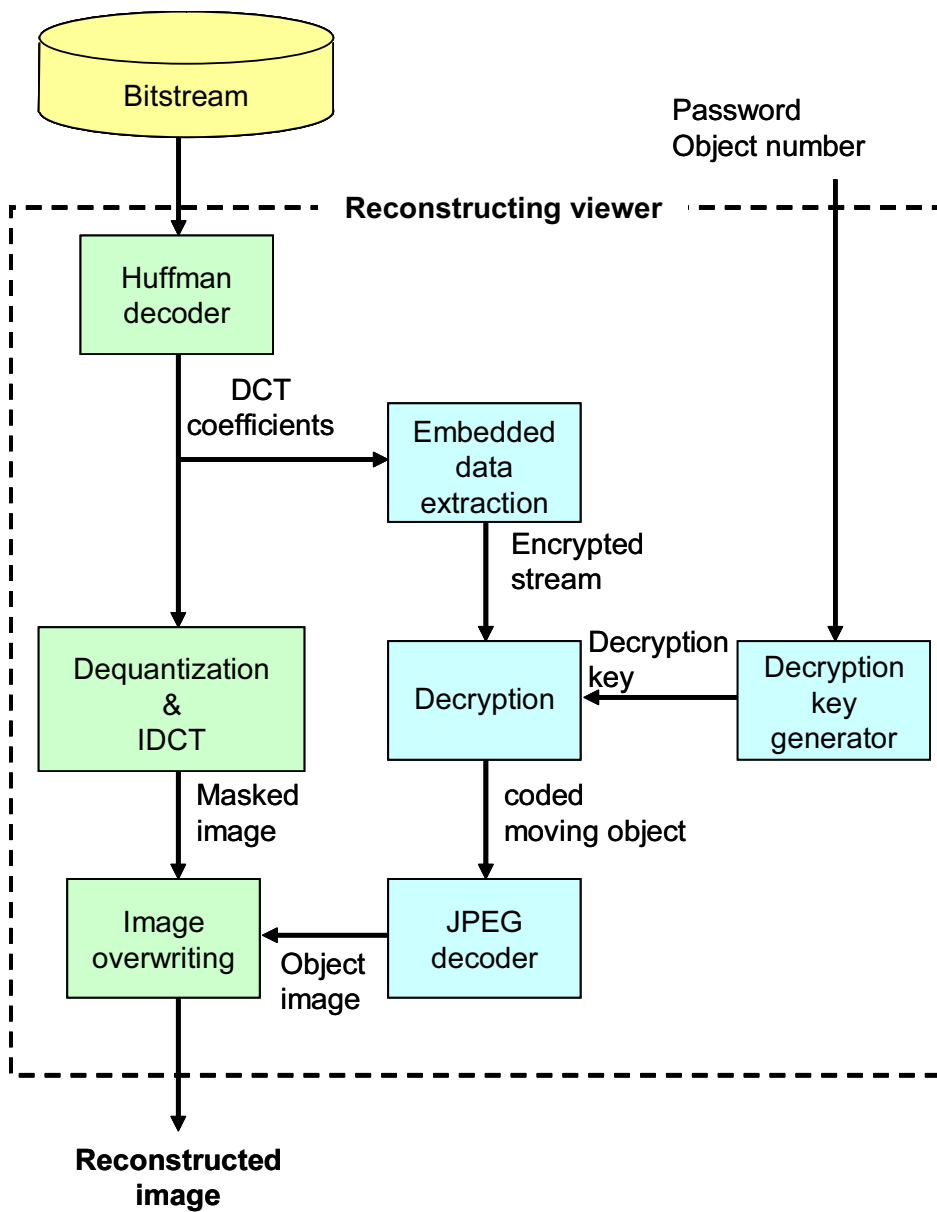 Bitstream
Password
Object number
Reconstructing viewer
Huffman
decoder
DCT
coefficients
Embedded
data
extraction
Encrypted
stream
Dequantization
&
IDCT
Decryption
Decryption
key
Decryption
key
generator
Masked
image
coded
moving object
Image
overwriting
Object
image
JPEG
decoder
Reconstructed
image